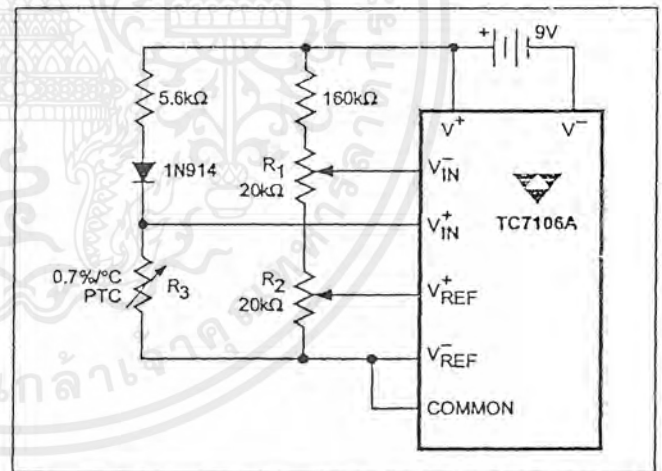 9V
+
5.6kΩ
160kΩ
V+
V−
1N914
R1
20kΩ
V−IN
V+IN
TC7106A
0.7%/°C
PTC
R3
R2
20kΩ
V+REF
V−REF
COMMON